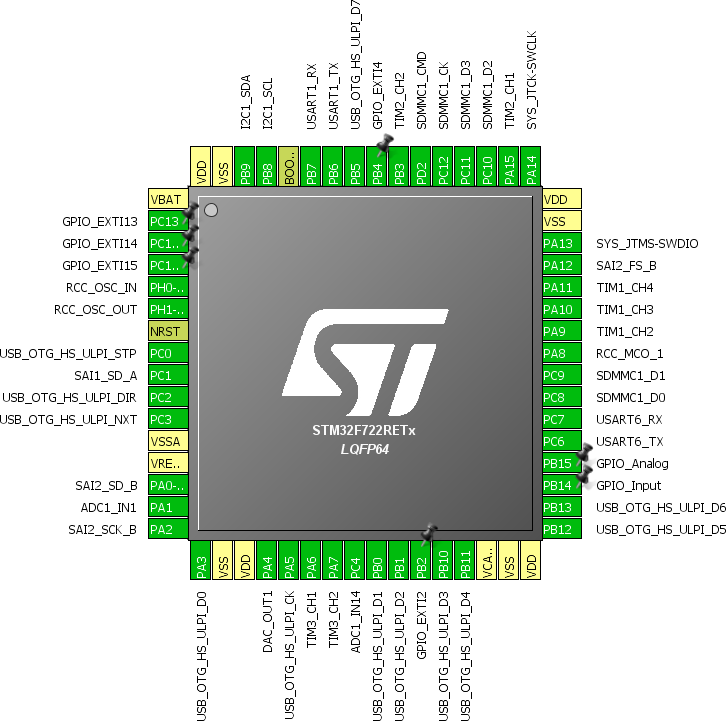 I2C1_SDA
I2C1_SCL
USART1_RX
USART1_TX
USB_OTG_HS_ULPI_D7
GPIO_EXTI4
TIM2_CH2
SDMMC1_CMD
SDMMC1_CK
SDMMC1_D3
SDMMC1_D2
TIM2_CH1
SYS_JTCK-SWCLK
VDD
VSS
PB9
PB8
BOO..
PB7
PB6
PB5
PB4
PB3
PD2
PC12
PC11
PC10
PA15
PA14
VBAT
GPIO_EXTI13 PC13
GPIO_EXTI14 PC1..
GPIO_EXTI15 PC1..
RCC_OSC_IN PH0-..
RCC_OSC_OUT PH1-..
NRST
USB_OTG_HS_ULPI_STP PC0
SAI1_SD_A PC1
USB_OTG_HS_ULPI_DIR PC2
USB_OTG_HS_ULPI_NXT PC3
VSSA
VRE..
SAI2_SD_B PA0-..
ADC1_IN1 PA1
SAI2_SCK_B PA2
ST
STM32F722RETx
LQFP64
VDD
VSS
PA13 SYS_JTMS-SWDIO
PA12 SAI2_FS_B
PA11 TIM1_CH4
PA10 TIM1_CH3
PA9 TIM1_CH2
PA8 RCC_MCO_1
PC9 SDMMC1_D1
PC8 SDMMC1_D0
PC7 USART6_RX
PC6 USART6_TX
PB15 GPIO_Analog
PB14 GPIO_Input
PB13 USB_OTG_HS_ULPI_D6
PB12 USB_OTG_HS_ULPI_D5
PA3
VSS
VDD
PA4
PA5
PA6
PA7
PC4
PB0
PB1
PB2
PB10
PB11
VCA..
VSS
VDD
USB_OTG_HS_ULPI_D0
DAC_OUT1
USB_OTG_HS_ULPI_CK
TIM3_CH1
TIM3_CH2
ADC1_IN14
USB_OTG_HS_ULPI_D1
USB_OTG_HS_ULPI_D2
GPIO_EXTI2
USB_OTG_HS_ULPI_D3
USB_OTG_HS_ULPI_D4